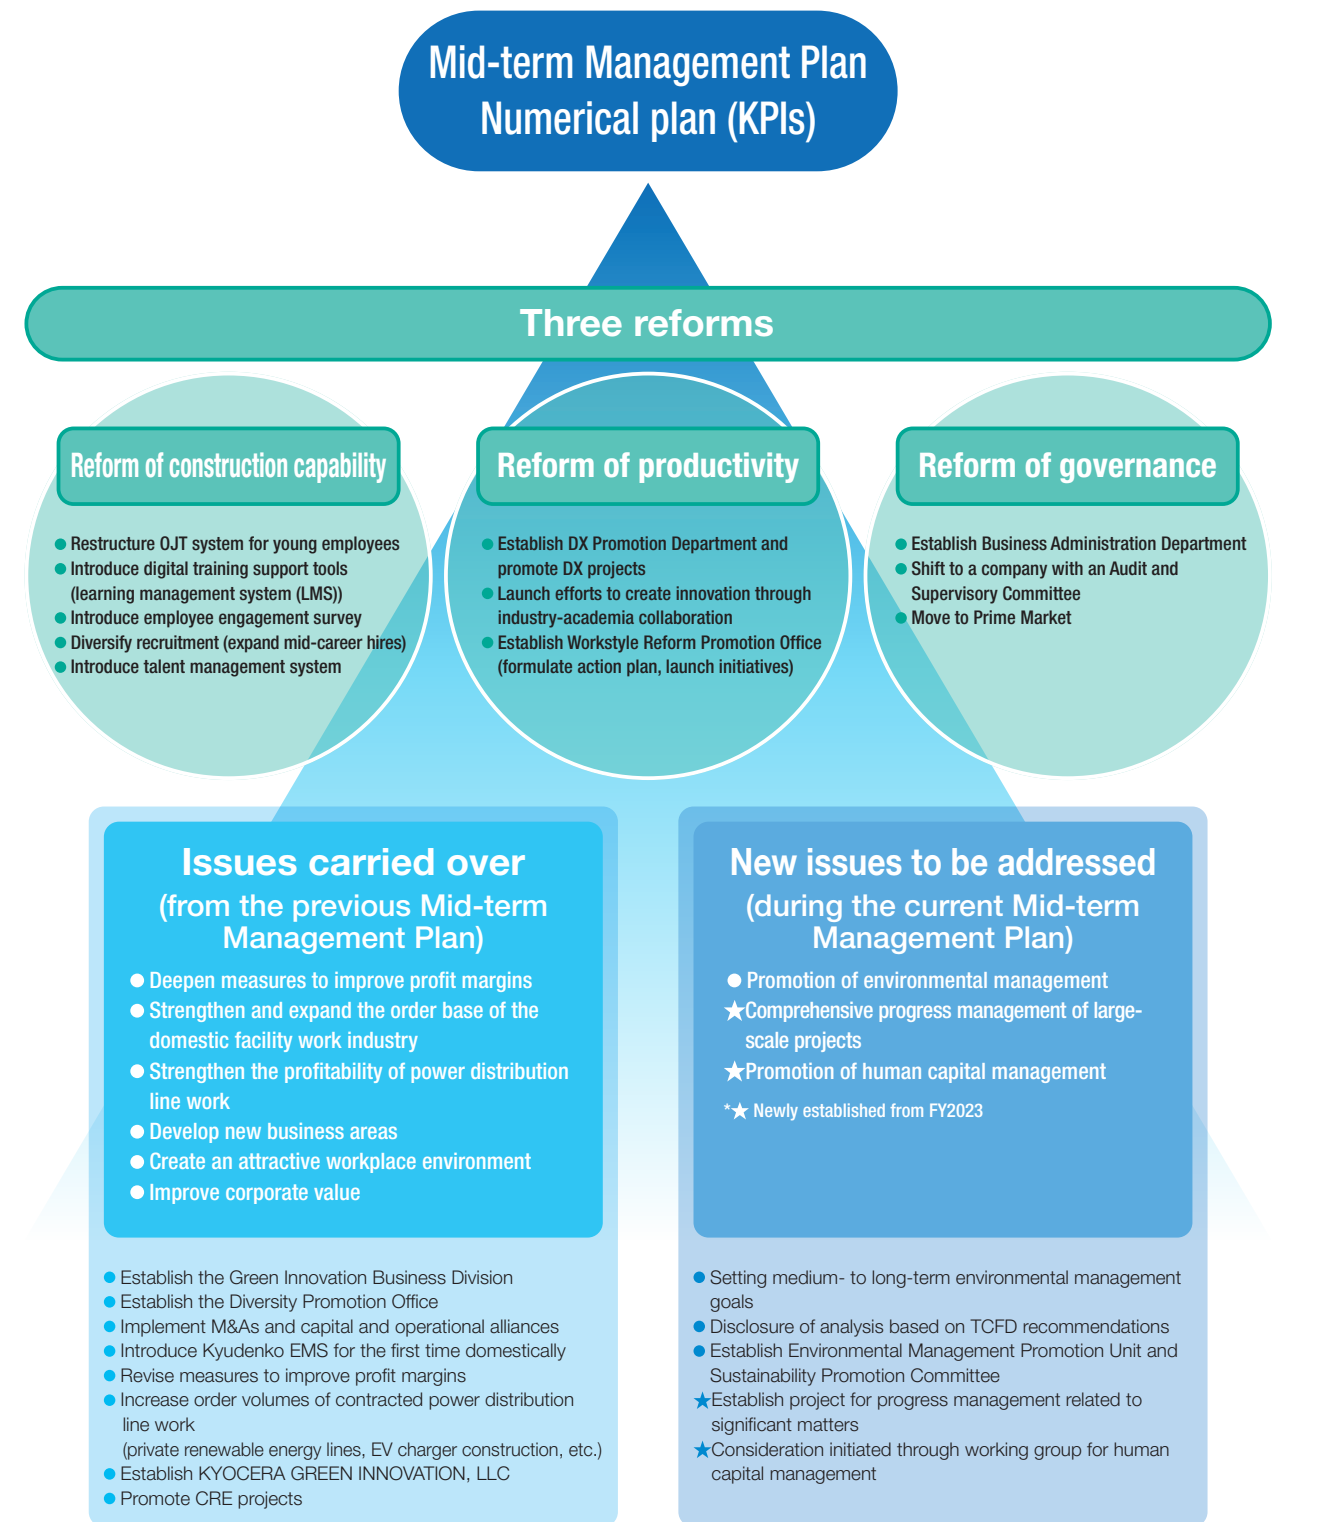 Mid-term Management Plan
Numerical plan (KPIs)
Three reforms
Reform of construction capability
● Restructure OJT system for young employees
● Introduce digital training support tools
(learning management system (LMS))
● Introduce employee engagement survey
● Diversify recruitment (expand mid-career hires)
● Introduce talent management system
Reform of productivity
● Establish DX Promotion Department and
promote DX projects
● Launch efforts to create innovation through
industry-academia collaboration
● Establish Workstyle Reform Promotion Office
(formulate action plan, launch initiatives)
Reform of governance
● Establish Business Administration Department
● Shift to a company with an Audit and
Supervisory Committee
● Move to Prime Market
Issues carried over
(from the previous Mid-term
Management Plan)
● Deepen measures to improve profit margins
● Strengthen and expand the order base of the
domestic facility work industry
● Strengthen the profitability of power distribution
line work
● Develop new business areas
● Create an attractive workplace environment
● Improve corporate value
● Establish the Green Innovation Business Division
● Establish the Diversity Promotion Office
● Implement M&As and capital and operational alliances
● Introduce Kyudenko EMS for the first time domestically
● Revise measures to improve profit margins
● Increase order volumes of contracted power distribution
line work
(private renewable energy lines, EV charger construction, etc.)
● Establish KYOCERA GREEN INNOVATION, LLC
● Promote CRE projects
New issues to be addressed
(during the current Mid-term
Management Plan)
● Promotion of environmental management
★Comprehensive progress management of large-
scale projects
★Promotion of human capital management
*★ Newly established from FY2023
● Setting medium- to long-term environmental management
goals
● Disclosure of analysis based on TCFD recommendations
● Establish Environmental Management Promotion Unit and
Sustainability Promotion Committee
★Establish project for progress management related to
significant matters
★Consideration initiated through working group for human
capital management